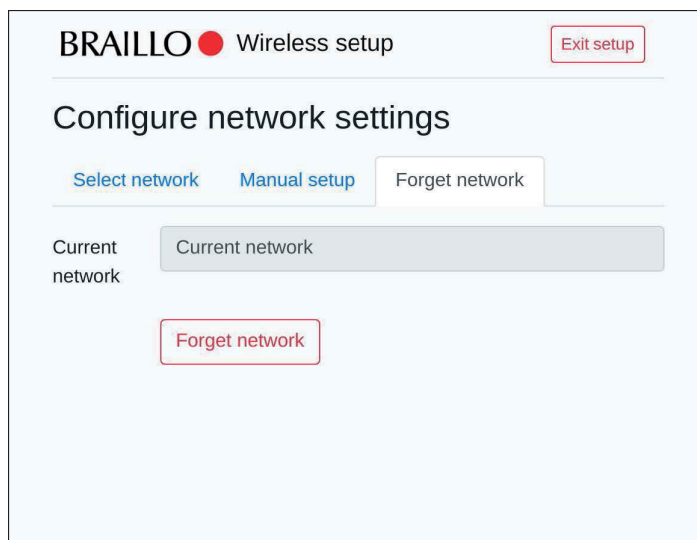 BRAILLO Wireless setup Exit setup
Configure network settings
Select network Manual setup Forget network
Current network Current network
Forget network